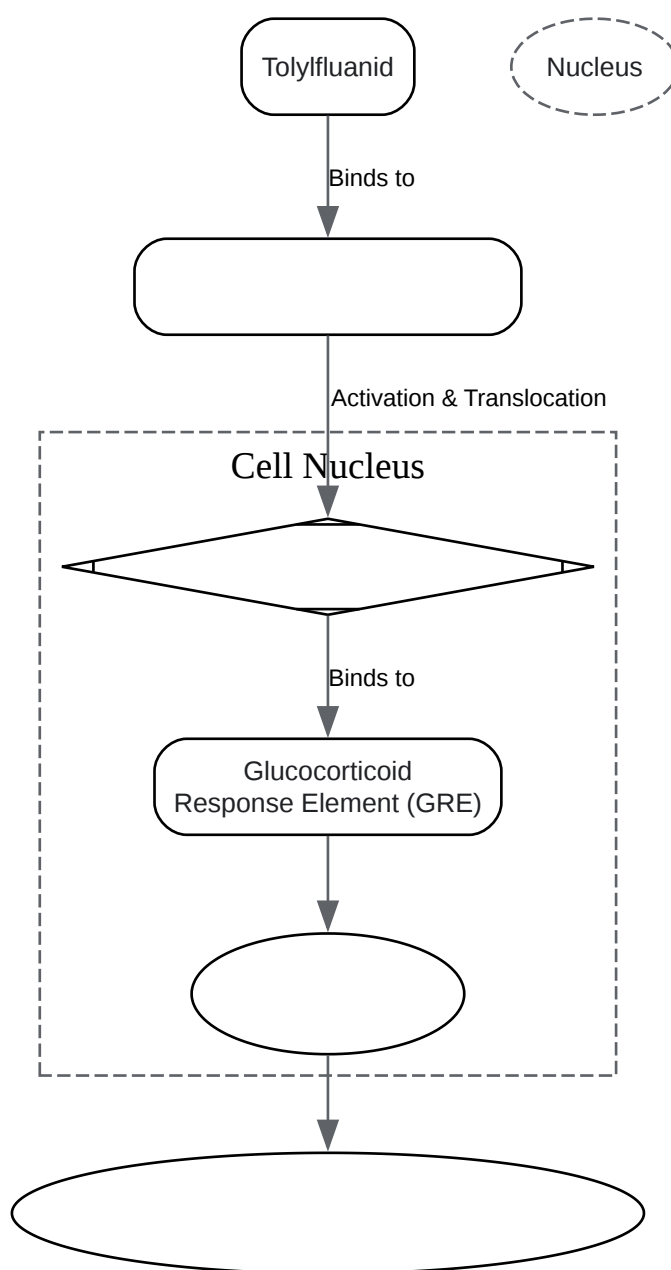 Tolylfluanid
Nucleus
Binds to
Activation & Translocation
Cell Nucleus
Binds to
Glucocorticoid
Response Element (GRE)